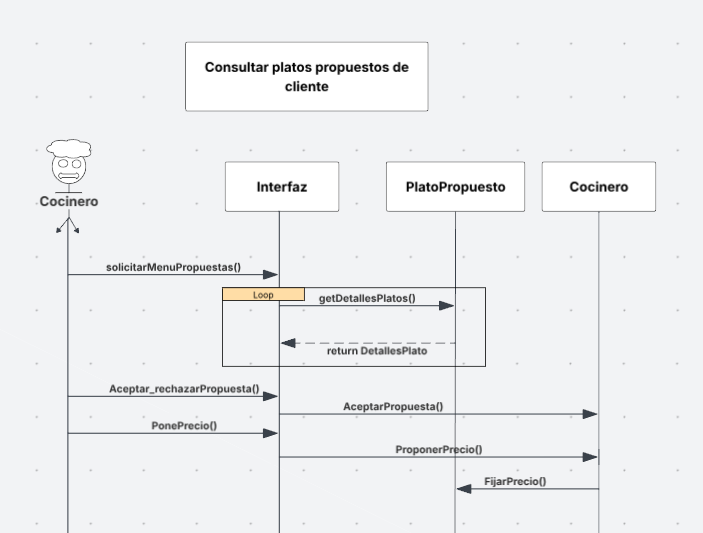 Consultar platos propuestos de
cliente
Cocinero
Interfaz
PlatoPropuesto
Cocinero
solicitarMenuPropuestas()
Loop
getDetallesPlatos()
return DetallesPlato
Aceptar_rechazarPropuesta()
AceptarPropuesta()
PonePrecio()
ProponerPrecio()
FijarPrecio()